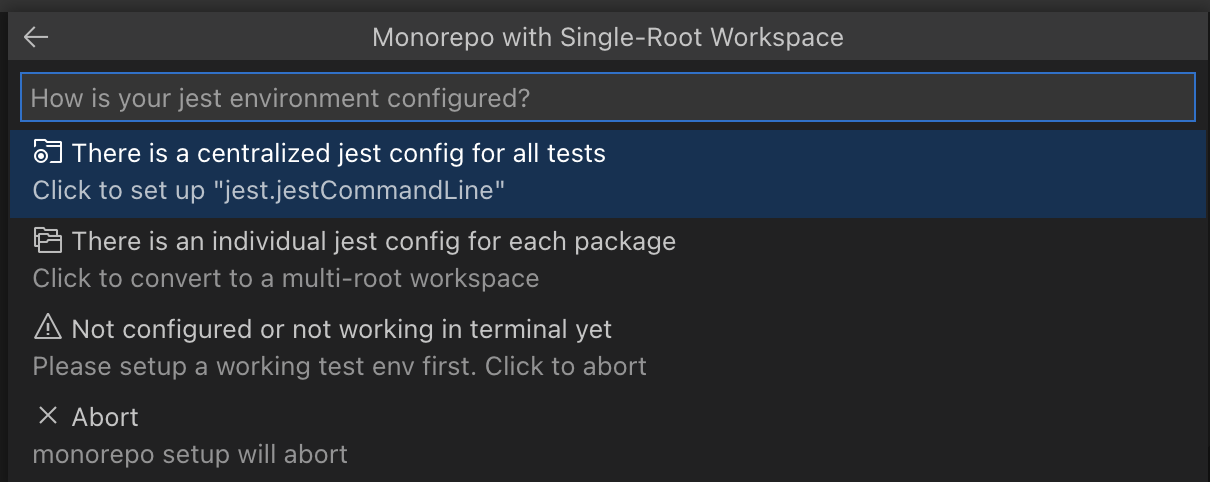 Monorepo with Single-Root Workspace
How is your jest environment configured?
There is a centralized jest config for all tests
Click to set up "jest.jestCommandLine"
There is an individual jest config for each package
Click to convert to a multi-root workspace
Not configured or not working in terminal yet
Please setup a working test env first. Click to abort
Abort
monorepo setup will abort